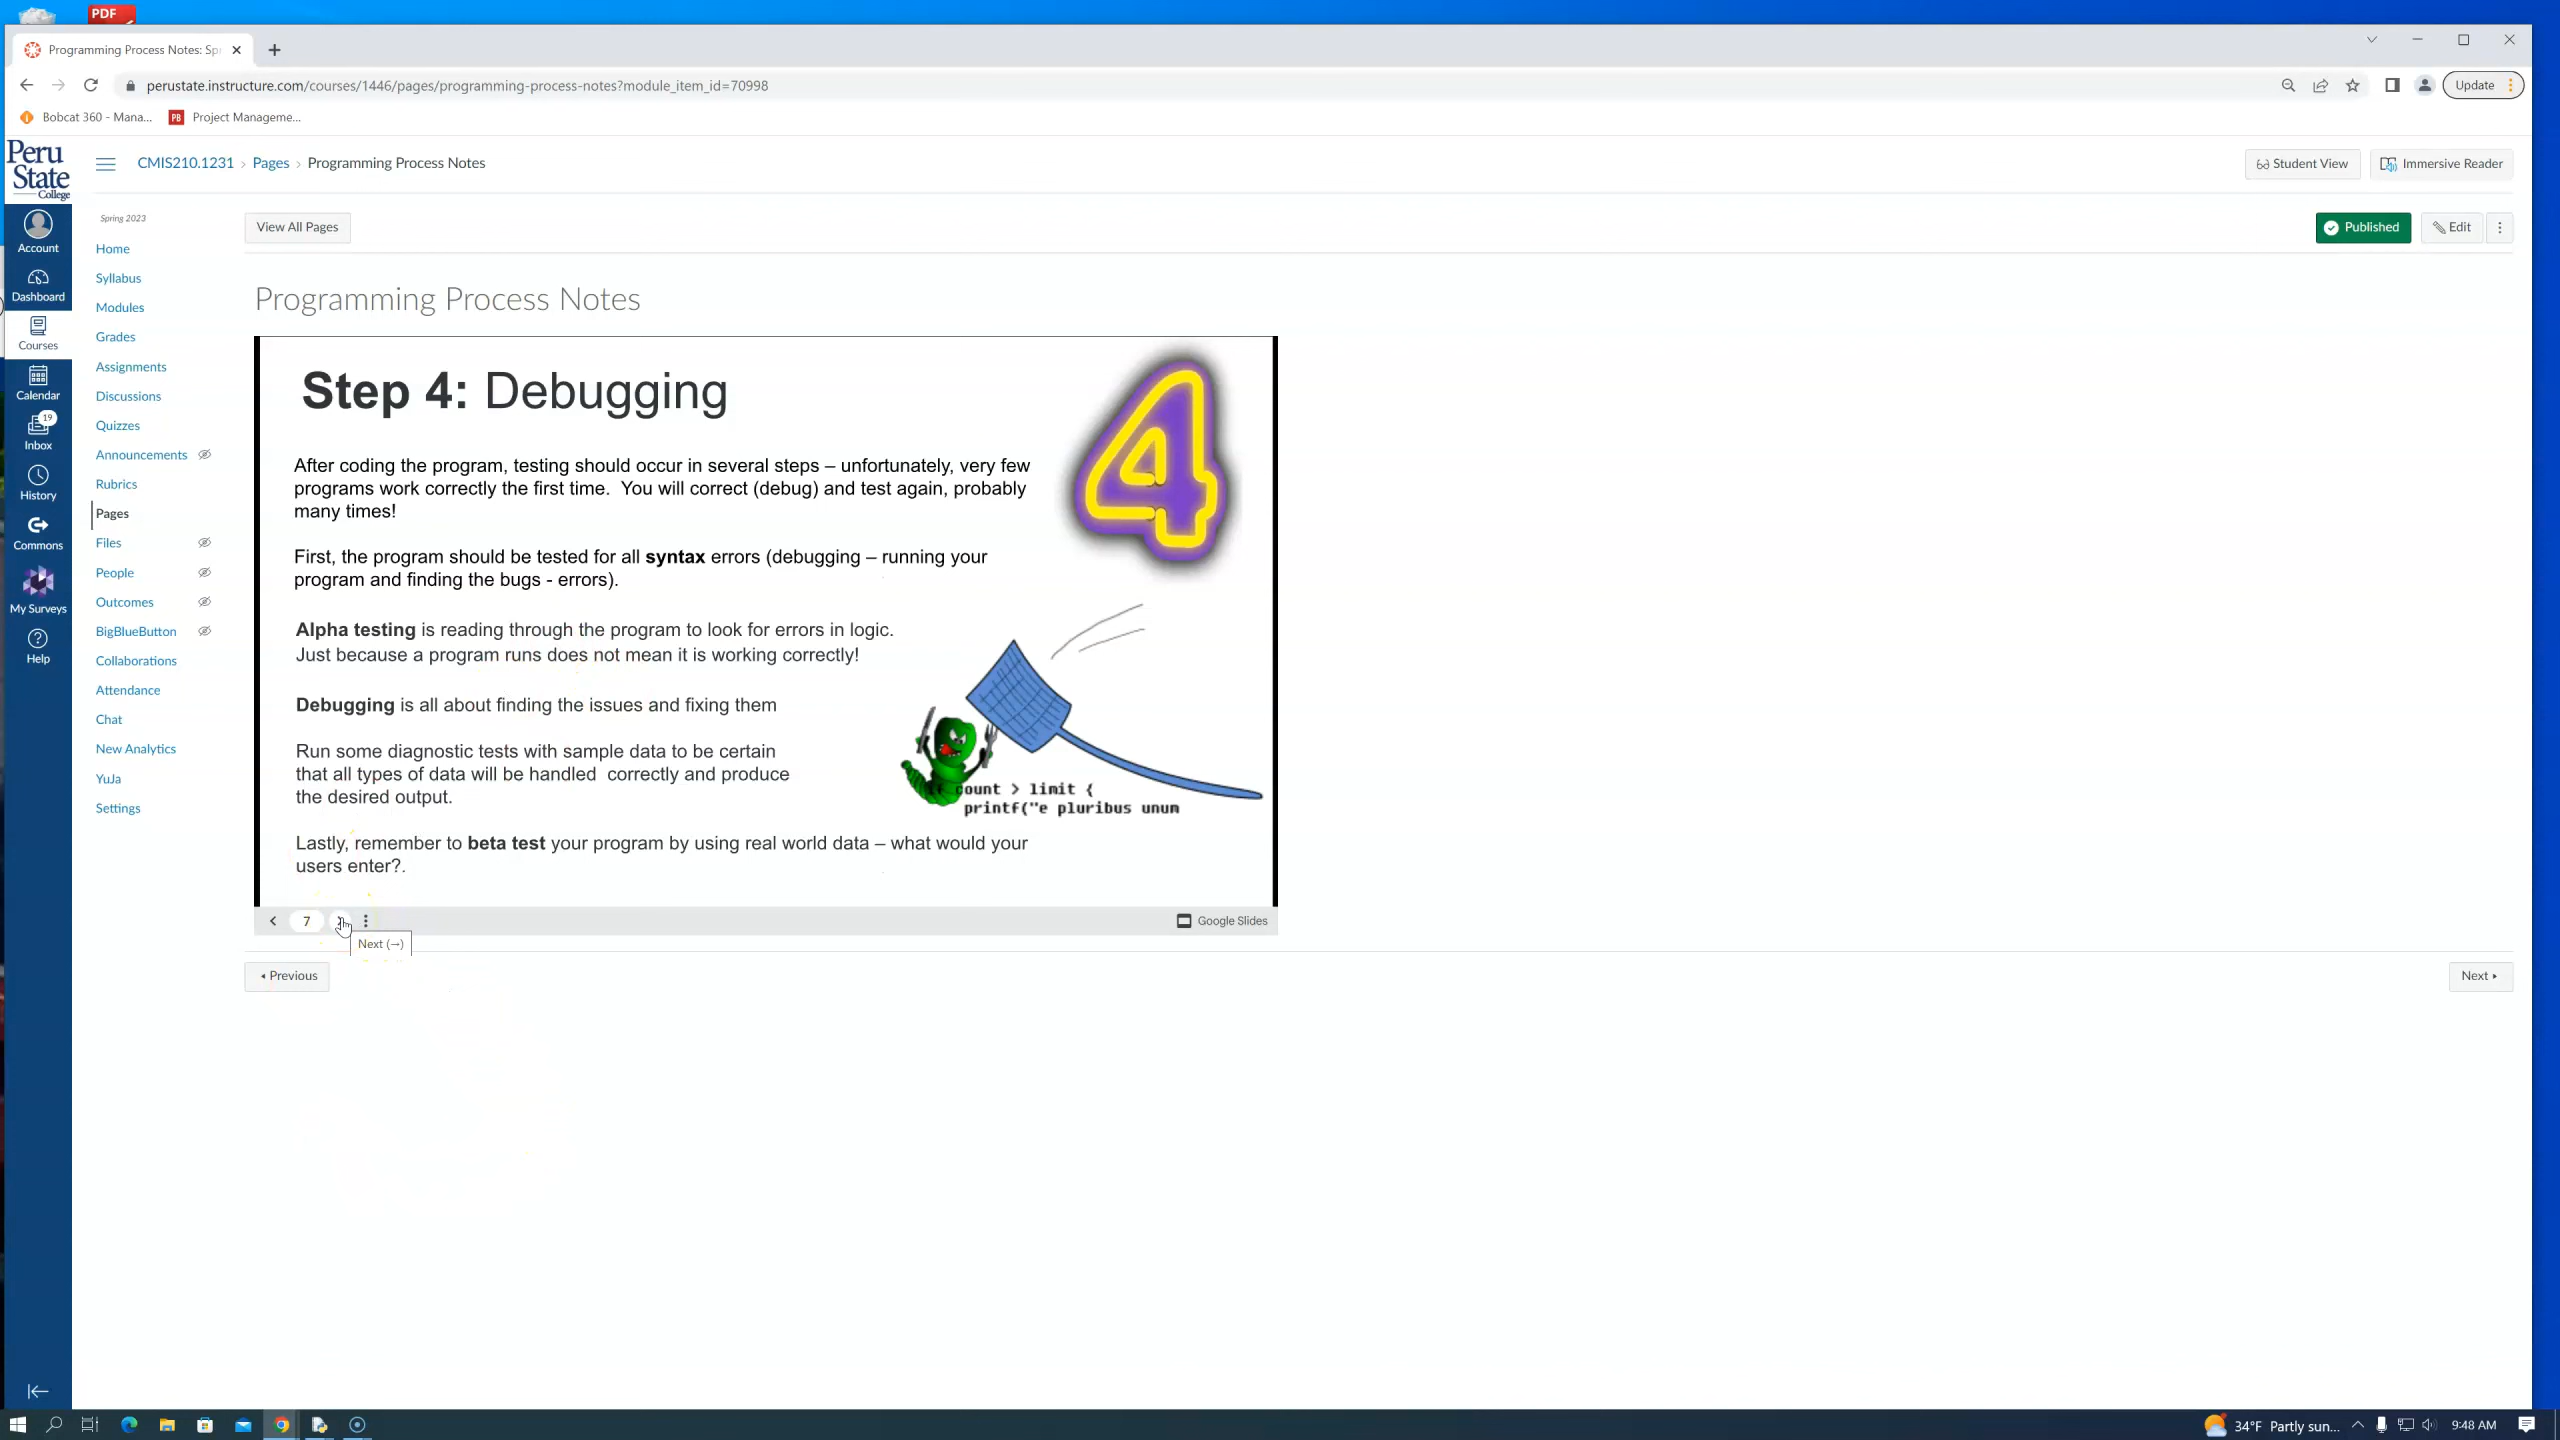 PDF
Programming Process Notes: Sp
perustate.instructure.com/courses/1446/pages/programming-process-notes?module_item_id=70998
Update
Bobcat 360 - Mana...
PB
Project Manageme...
Peru
State
College
CMIS210.1231 › Pages › Programming Process Notes
Student View
Immersive Reader
Account
Dashboard
Courses
Calendar
19
Inbox
History
Commons
My Surveys
Help
Spring 2023
Home
Syllabus
Modules
Grades
Assignments
Discussions
Quizzes
Announcements
Rubrics
Pages
Files
People
Outcomes
BigBlueButton
Collaborations
Attendance
Chat
New Analytics
YuJa
Settings
View All Pages
Published
Edit
Programming Process Notes
Step 4: Debugging
4
After coding the program, testing should occur in several steps – unfortunately, very few
programs work correctly the first time.  You will correct (debug) and test again, probably
many times!
First, the program should be tested for all syntax errors (debugging – running your
program and finding the bugs - errors).
Alpha testing is reading through the program to look for errors in logic.
Just because a program runs does not mean it is working correctly!
Debugging is all about finding the issues and fixing them
Run some diagnostic tests with sample data to be certain
that all types of data will be handled  correctly and produce
the desired output.
count > limit {
printf("e pluribus unum
Lastly, remember to beta test your program by using real world data – what would your
users enter?.
7
Google Slides
Next (→)
Previous
Next
34°F Partly sun...
9:48 AM